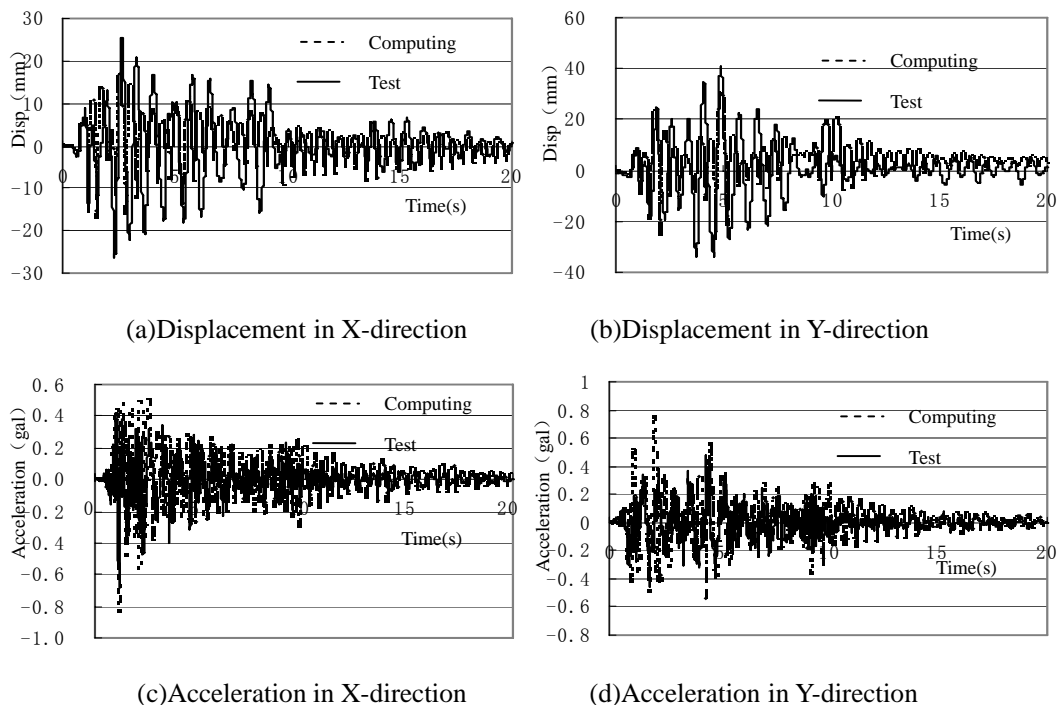 30
20
10
0
-10
-20
-30
Disp (mm)
Computing
Test
0 5 10 15 20
Time(s)
(a)Displacement in X-direction
60
40
20
0
-20
-40
Disp (mm)
Computing
Test
0 5 10 15 20
Time(s)
(b)Displacement in Y-direction
0.6
0.4
0.2
0.0
-0.2
-0.4
-0.6
-0.8
-1.0
Acceleration (gal)
Computing
Test
0 5 10 15 20
Time(s)
(c)Acceleration in X-direction
1
0.8
0.6
0.4
0.2
0
-0.2
-0.4
-0.6
-0.8
Acceleration (gal)
Computing
Test
0 5 10 15 20
Time(s)
(d)Acceleration in Y-direction